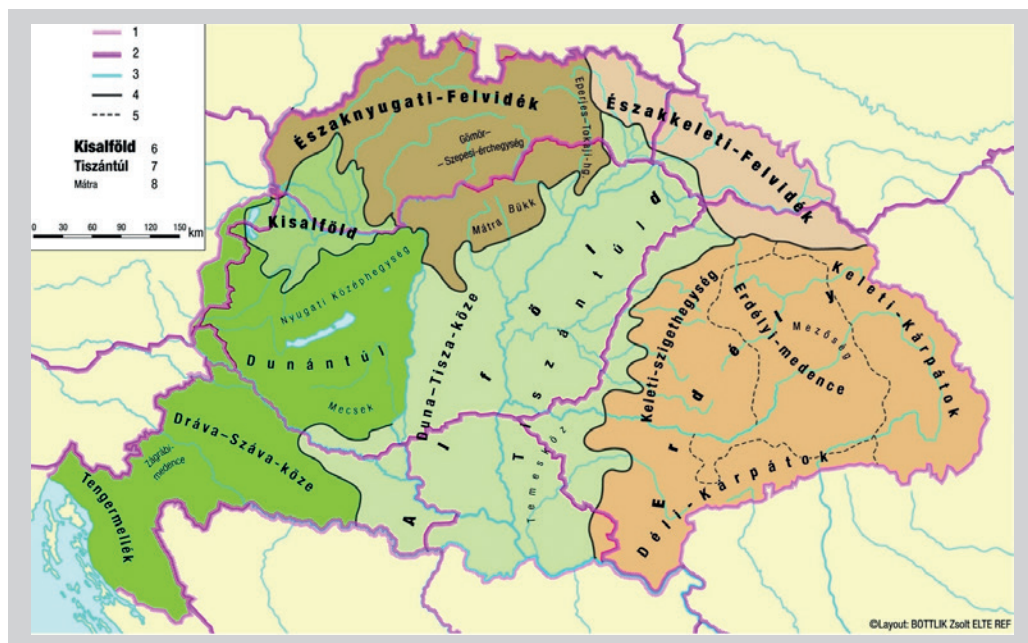 1
2
3
4
5
Kisalföld 6
Tiszántúl 7
Mátra 8
0 30 60 90 120 150 km
Északnyugati-Felvidék
Gömör-
–Szepesi-érchegység
Eperjes-Tokaji-hg.
Északkeleti-Felvidék
Kisalföld
Mátra
Bükk
Nyugati Középhegység
Dunántúl
Mecsek
Duna-Tisza-köze
Alföld
Tiszántúl
Temesköz
Keleti-szigethegység
Erdélyi-medence
Mezőség
Keleti-Kárpátok
Erdély
Déli-Kárpátok
Dráva-Száva-köze
zágrábi-
medence
Tengermellék
©Layout: BOTTLIK Zsolt ELTE REF